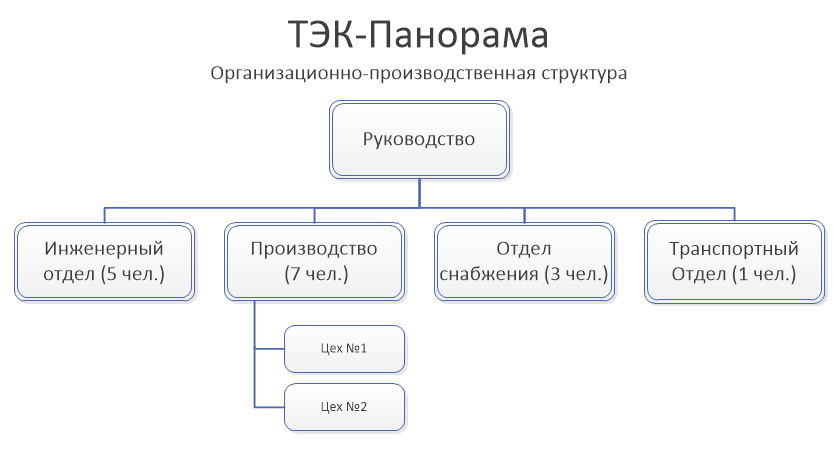 ТЭК-Панорама
Организационно-производственная структура
Руководство
Инженерный
отдел (5 чел.)
Производство
(7 чел.)
Отдел
снабжения (3 чел.)
Транспортный
Отдел (1 чел.)
Цех №1
Цех №2